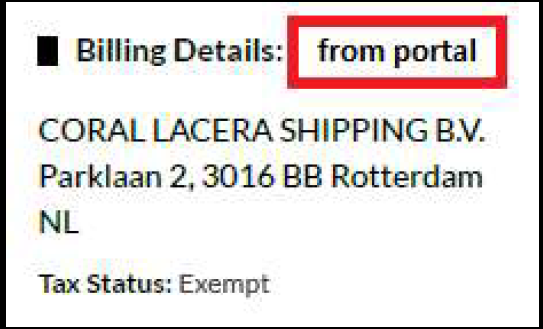 Billing Details: from portal
CORAL LACERA SHIPPING B.V.
Parklaan 2, 3016 BB Rotterdam
NL
Tax Status: Exempt